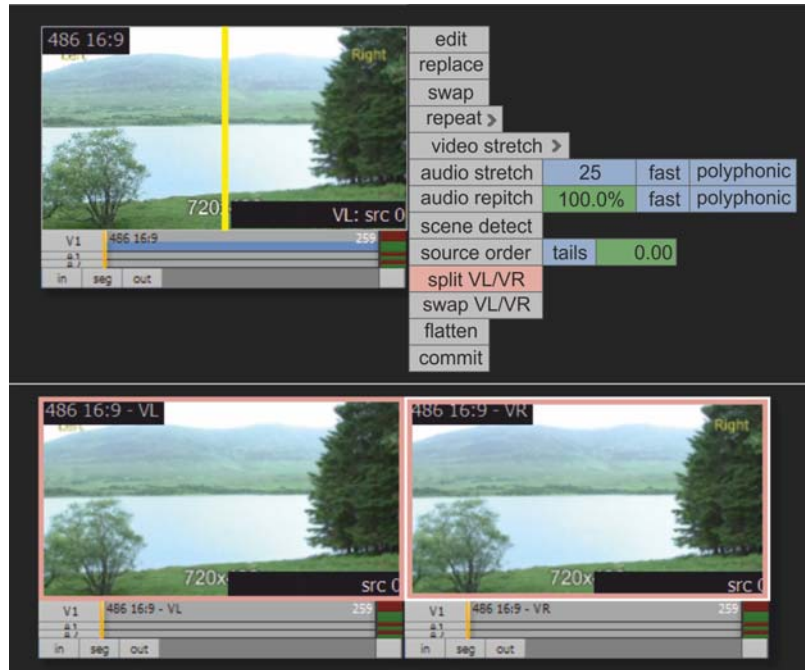 486 16:9
Left
Right
720x
VL: src 0
V1
486 16:9
259
in
seg
out
edit
replace
swap
repeat >
video stretch >
audio stretch 25 fast polyphonic
audio repitch 100.0% fast polyphonic
scene detect
source order tails 0.00
split VL/VR
swap VL/VR
flatten
commit
486 16:9 - VL
720x
src 0
V1
486 16:9 - VL
259
in
seg
out
486 16:9 - VR
Right
720x
src 0
V1
486 16:9 - VR
259
in
seg
out